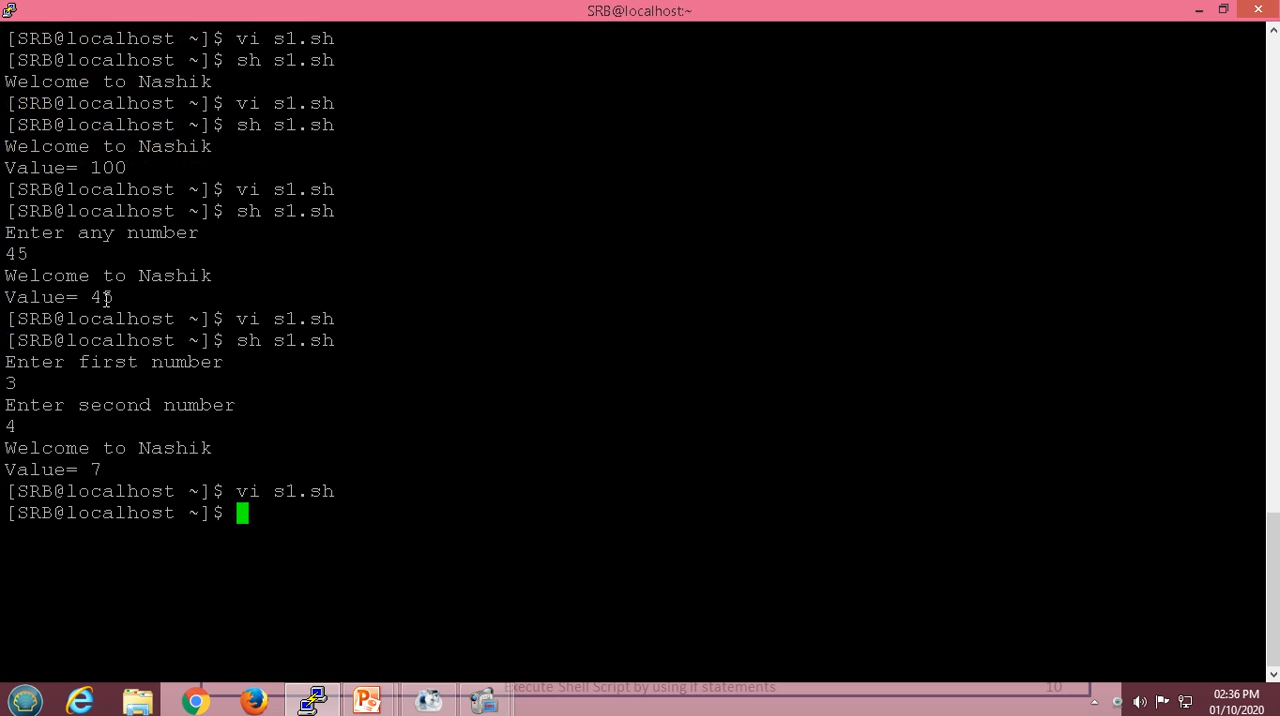 SRB@localhost:~
[SRB@localhost ~]$ vi s1.sh
[SRB@localhost ~]$ sh s1.sh
Welcome to Nashik
[SRB@localhost ~]$ vi s1.sh
[SRB@localhost ~]$ sh s1.sh
Welcome to Nashik
Value= 100
[SRB@localhost ~]$ vi s1.sh
[SRB@localhost ~]$ sh s1.sh
Enter any number
45
Welcome to Nashik
Value= 45
[SRB@localhost ~]$ vi s1.sh
[SRB@localhost ~]$ sh s1.sh
Enter first number
3
Enter second number
4
Welcome to Nashik
Value= 7
[SRB@localhost ~]$ vi s1.sh
[SRB@localhost ~]$
Execute Shell Script by using if statements 10
02:36 PM
01/10/2020